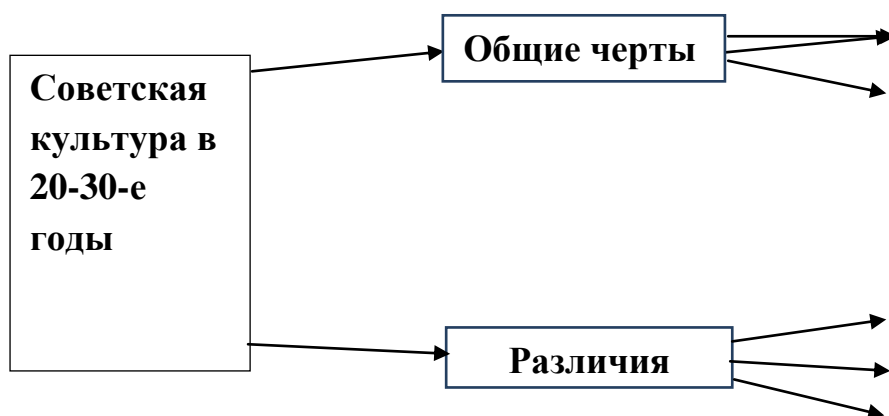 Общие черты
Советская
культура в
20-30-е
годы
Различия